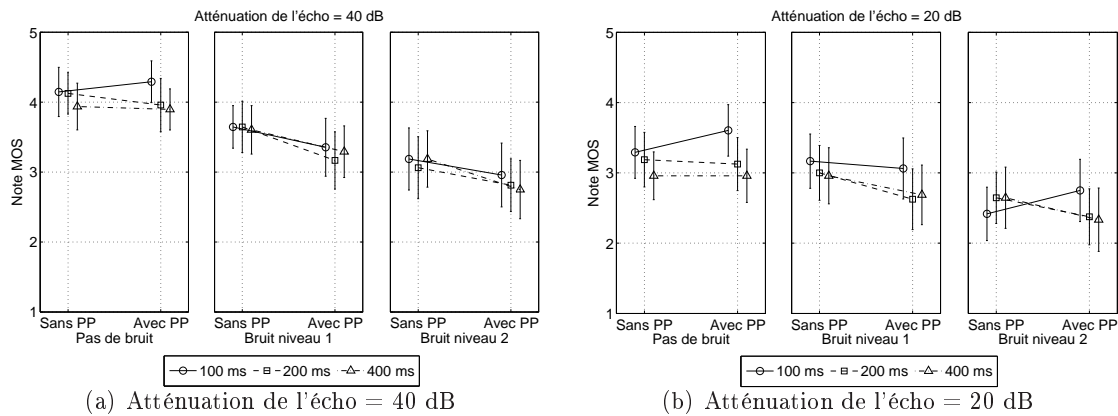 Atténuation de l'écho = 40 dB
5
4
3
2
1
Note MOS
Sans PP Avec PP
Pas de bruit
Sans PP Avec PP
Bruit niveau 1
Sans PP Avec PP
Bruit niveau 2
100 ms 200 ms 400 ms
(a) Atténuation de l'écho = 40 dB
Atténuation de l'écho = 20 dB
5
4
3
2
1
Note MOS
Sans PP Avec PP
Pas de bruit
Sans PP Avec PP
Bruit niveau 1
Sans PP Avec PP
Bruit niveau 2
100 ms 200 ms 400 ms
(b) Atténuation de l'écho = 20 dB